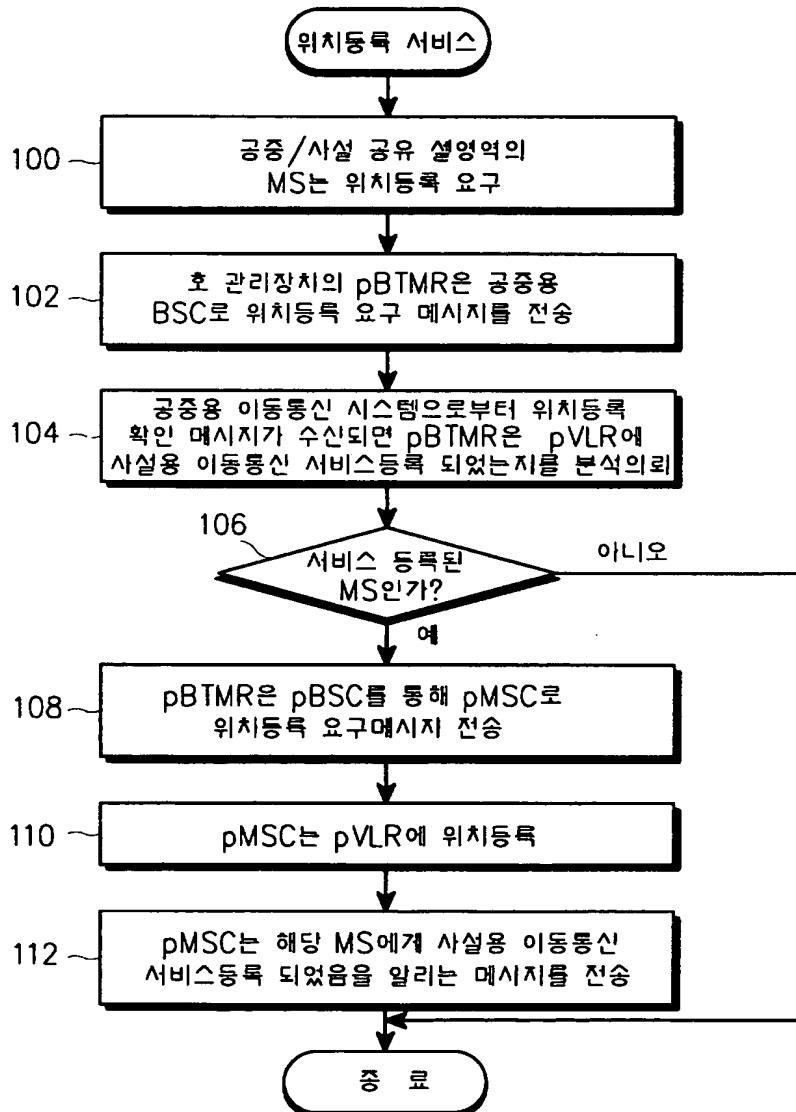 위치등록 서비스
100
공중/사설 공유 셀영역의
MS는 위치등록 요구
102
호 관리장치의 pBTMR은 공중용
BSC로 위치등록 요구 메시지를 전송
104
공중용 이동통신 시스템으로부터 위치등록
확인 메시지가 수신되면 pBTMR은 pVLR에
사설용 이동통신 서비스등록 되었는지를 분석의뢰
106
서비스 등록된
MS인가?
아니오
예
108
pBTMR은 pBSC를 통해 pMSC로
위치등록 요구메시지 전송
110
pMSC는 pVLR에 위치등록
112
pMSC는 해당 MS에게 사설용 이동통신
서비스등록 되었음을 알리는 메시지를 전송
종 료